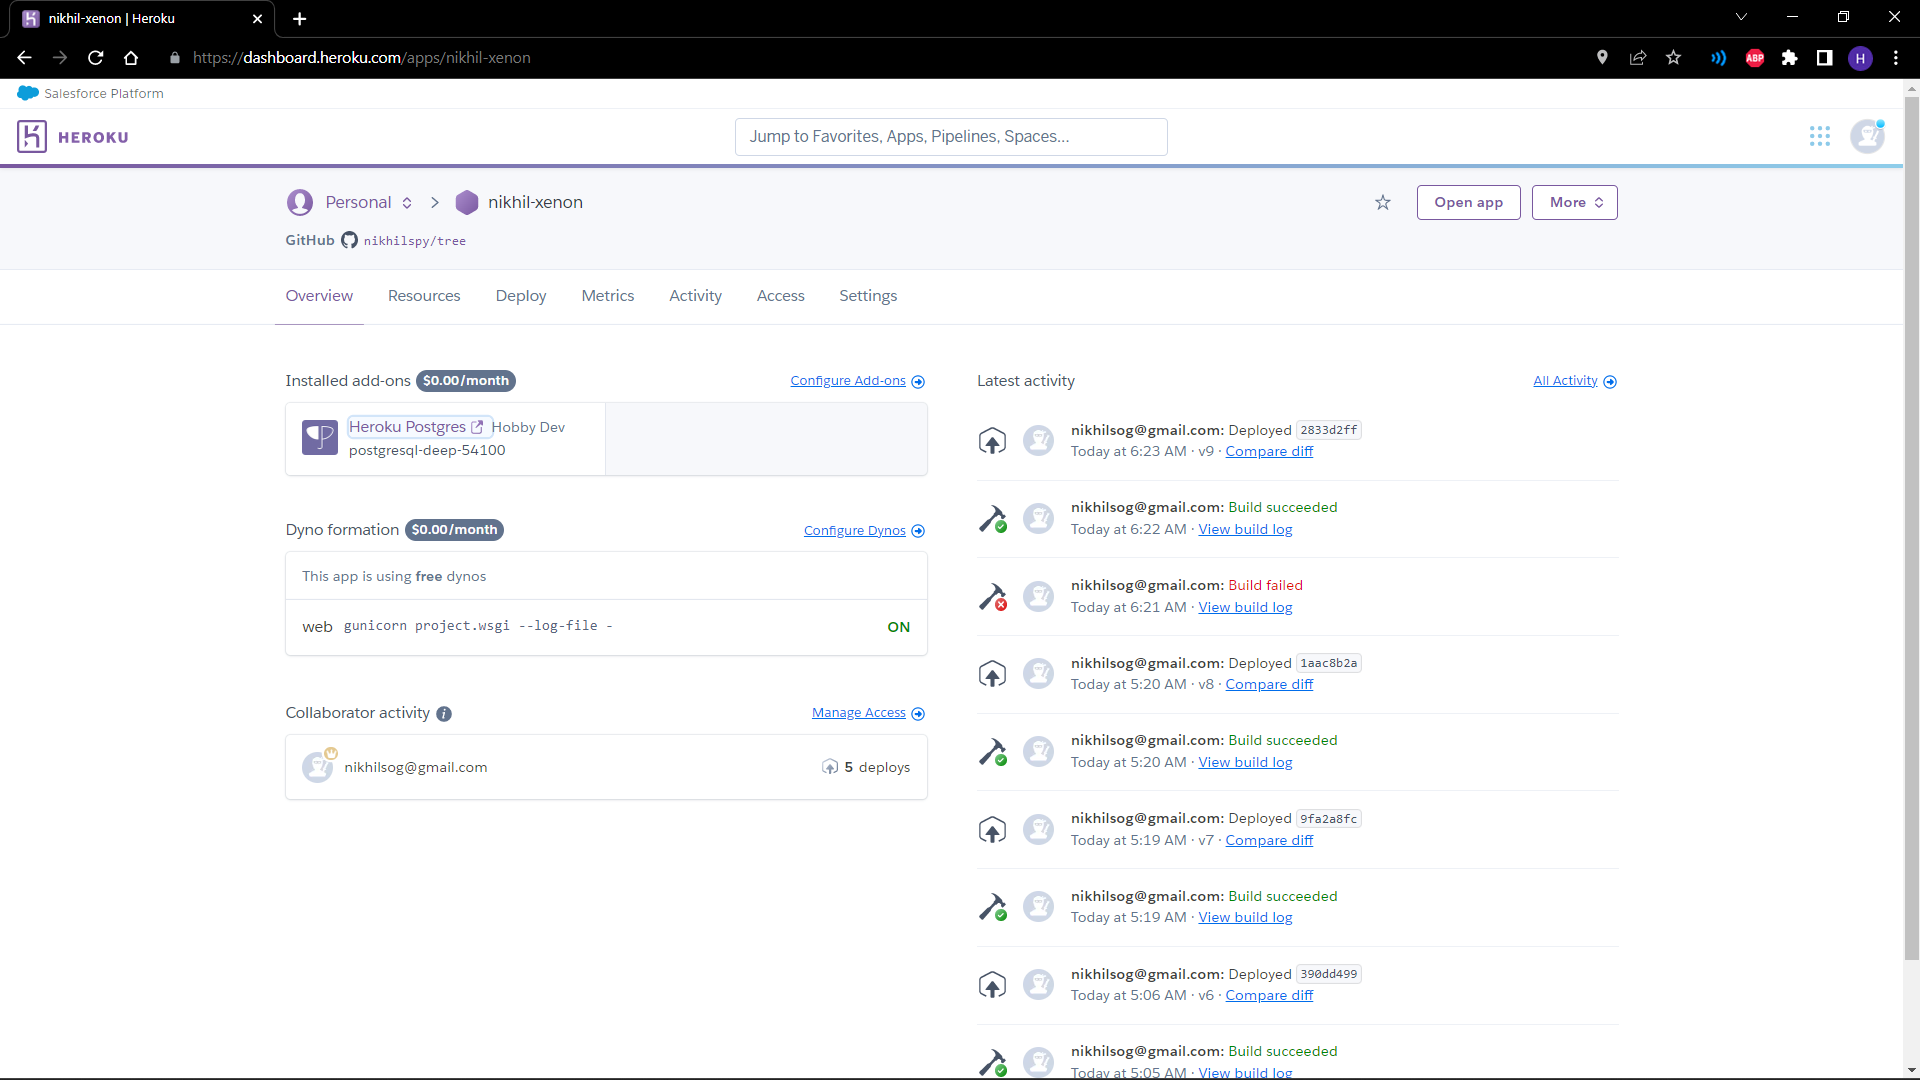 nikhil-xenon | Heroku
https://dashboard.heroku.com/apps/nikhil-xenon
ABP
H
Salesforce Platform
HEROKU
Jump to Favorites, Apps, Pipelines, Spaces...
Personal > nikhil-xenon
Open app
More
GitHub nikhilspy/tree
Overview Resources Deploy Metrics Activity Access Settings
Installed add-ons $0.00/month
Configure Add-ons
Heroku Postgres Hobby Dev
postgresql-deep-54100
Dyno formation $0.00/month
Configure Dynos
This app is using free dynos
web gunicorn project.wsgi --log-file -
ON
Collaborator activity i
Manage Access
nikhilsog@gmail.com
5 deploys
Latest activity
All Activity
nikhilsog@gmail.com: Deployed 2833d2ff
Today at 6:23 AM · v9 · Compare diff
nikhilsog@gmail.com: Build succeeded
Today at 6:22 AM · View build log
nikhilsog@gmail.com: Build failed
Today at 6:21 AM · View build log
nikhilsog@gmail.com: Deployed 1aac8b2a
Today at 5:20 AM · v8 · Compare diff
nikhilsog@gmail.com: Build succeeded
Today at 5:20 AM · View build log
nikhilsog@gmail.com: Deployed 9fa2a8fc
Today at 5:19 AM · v7 · Compare diff
nikhilsog@gmail.com: Build succeeded
Today at 5:19 AM · View build log
nikhilsog@gmail.com: Deployed 390dd499
Today at 5:06 AM · v6 · Compare diff
nikhilsog@gmail.com: Build succeeded
Today at 5:05 AM · View build log